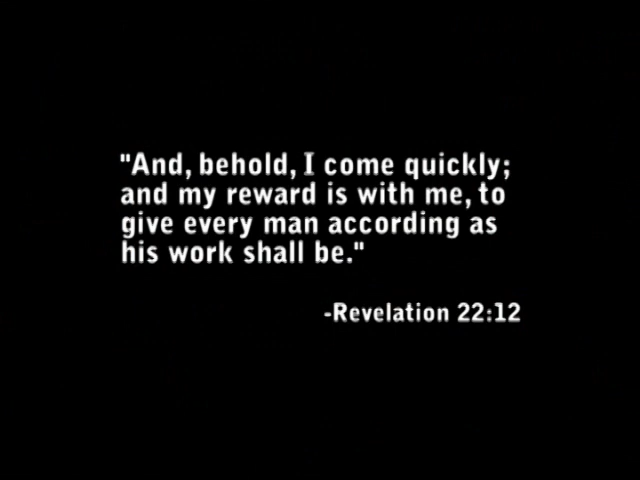 "And, behold, I come quickly;
and my reward is with me, to
give every man according as
his work shall be."
-Revelation 22:12